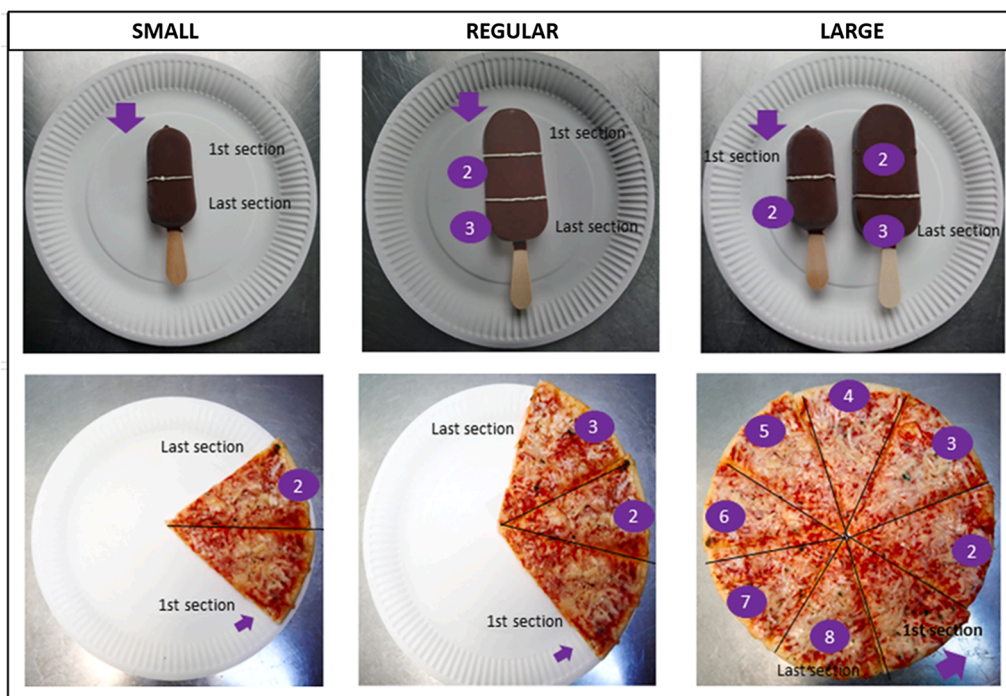 SMALL
REGULAR
LARGE
1st section
Last section
1st section
2
3
Last section
1st section
2
2
3
Last section
Last section
2
1st section
Last section
3
2
1st section
4
5
3
6
2
7
8
1st section
Last section